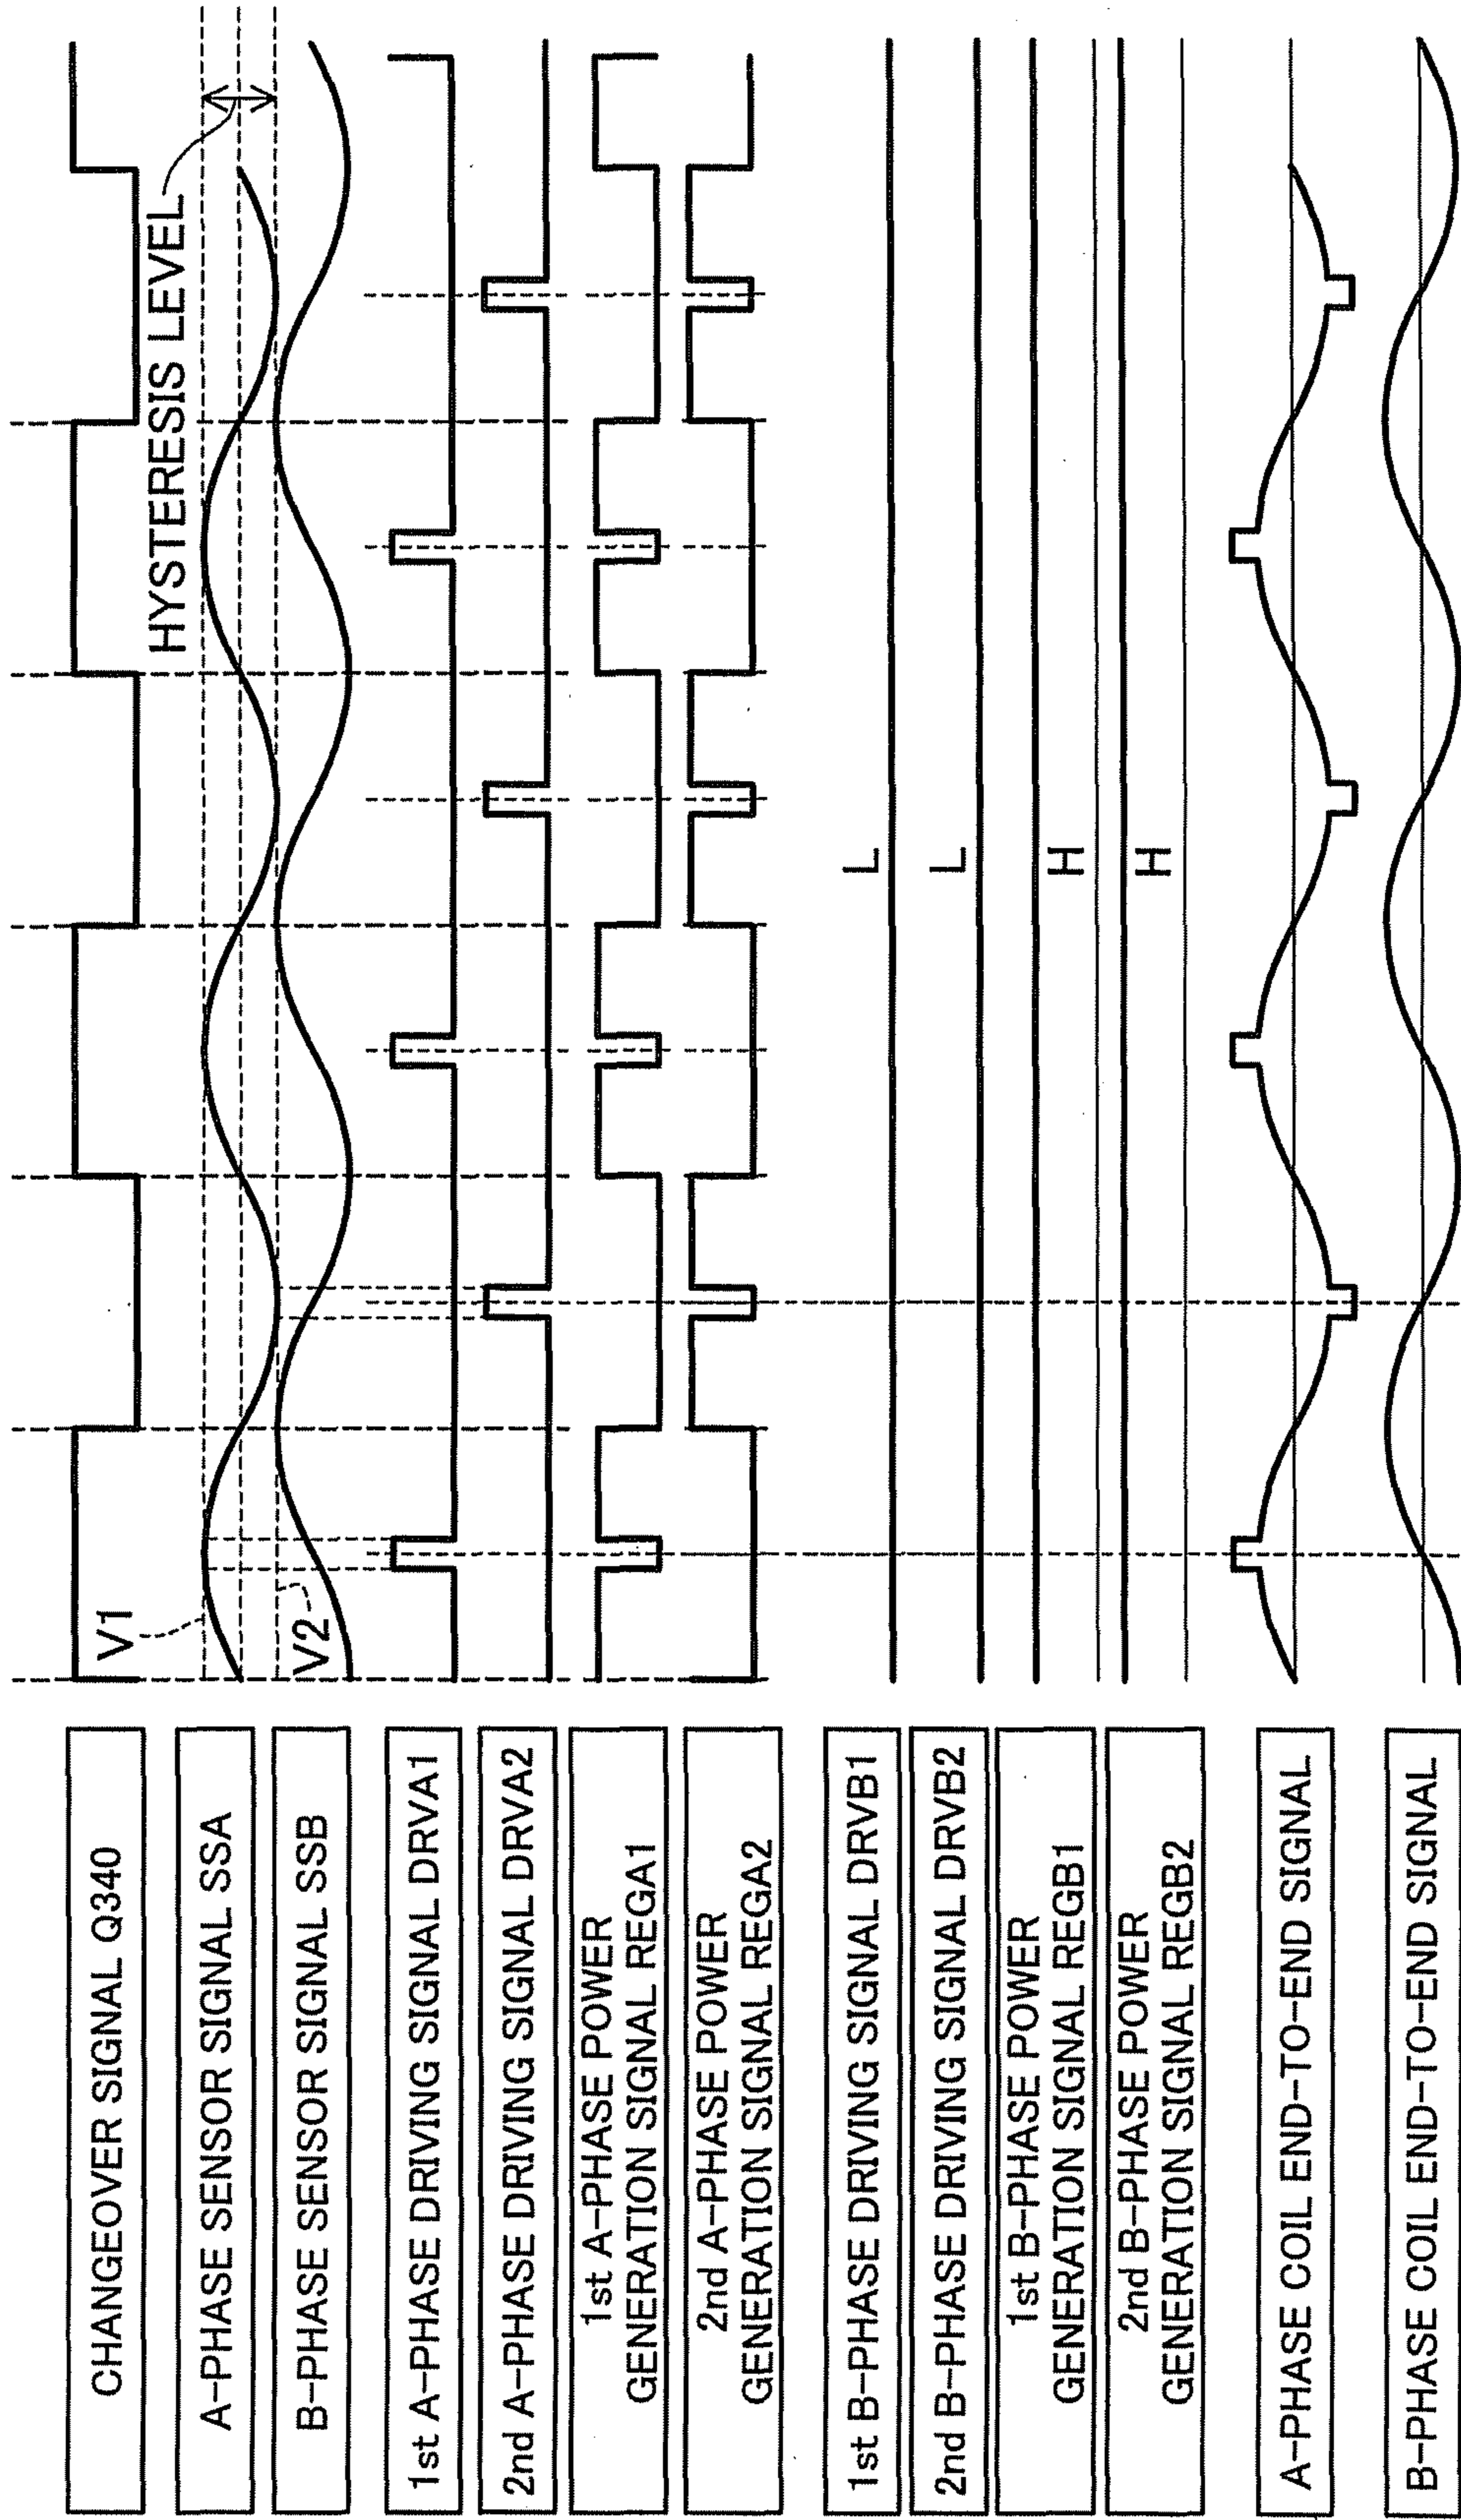 CHANGEOVER SIGNAL Q340
A-PHASE SENSOR SIGNAL SSA
B-PHASE SENSOR SIGNAL SSB
1st A-PHASE DRIVING SIGNAL DRVA1
2nd A-PHASE DRIVING SIGNAL DRVA2
1st A-PHASE POWER
GENERATION SIGNAL REGA1
2nd A-PHASE POWER
GENERATION SIGNAL REGA2
1st B-PHASE DRIVING SIGNAL DRVB1
2nd B-PHASE DRIVING SIGNAL DRVB2
1st B-PHASE POWER
GENERATION SIGNAL REGB1
2nd B-PHASE POWER
GENERATION SIGNAL REGB2
A-PHASE COIL END-TO-END SIGNAL
B-PHASE COIL END-TO-END SIGNAL
V1
V2
HYSTERESIS LEVEL
L
L
H
H